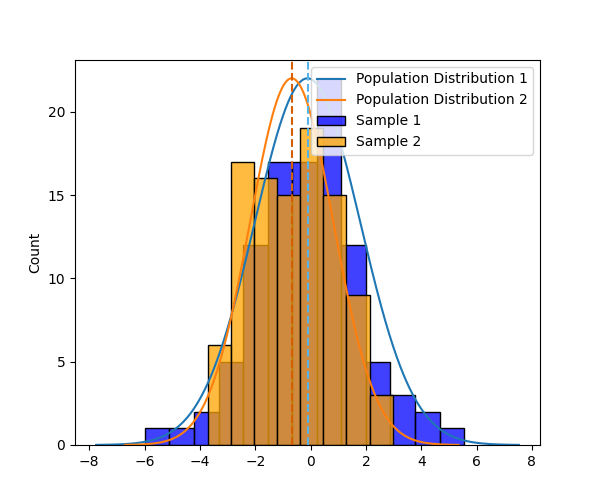 Population Distribution 1
Population Distribution 2
Sample 1
Sample 2
Count
20
15
10
5
0
−8 −6 −4 −2 0 2 4 6 8